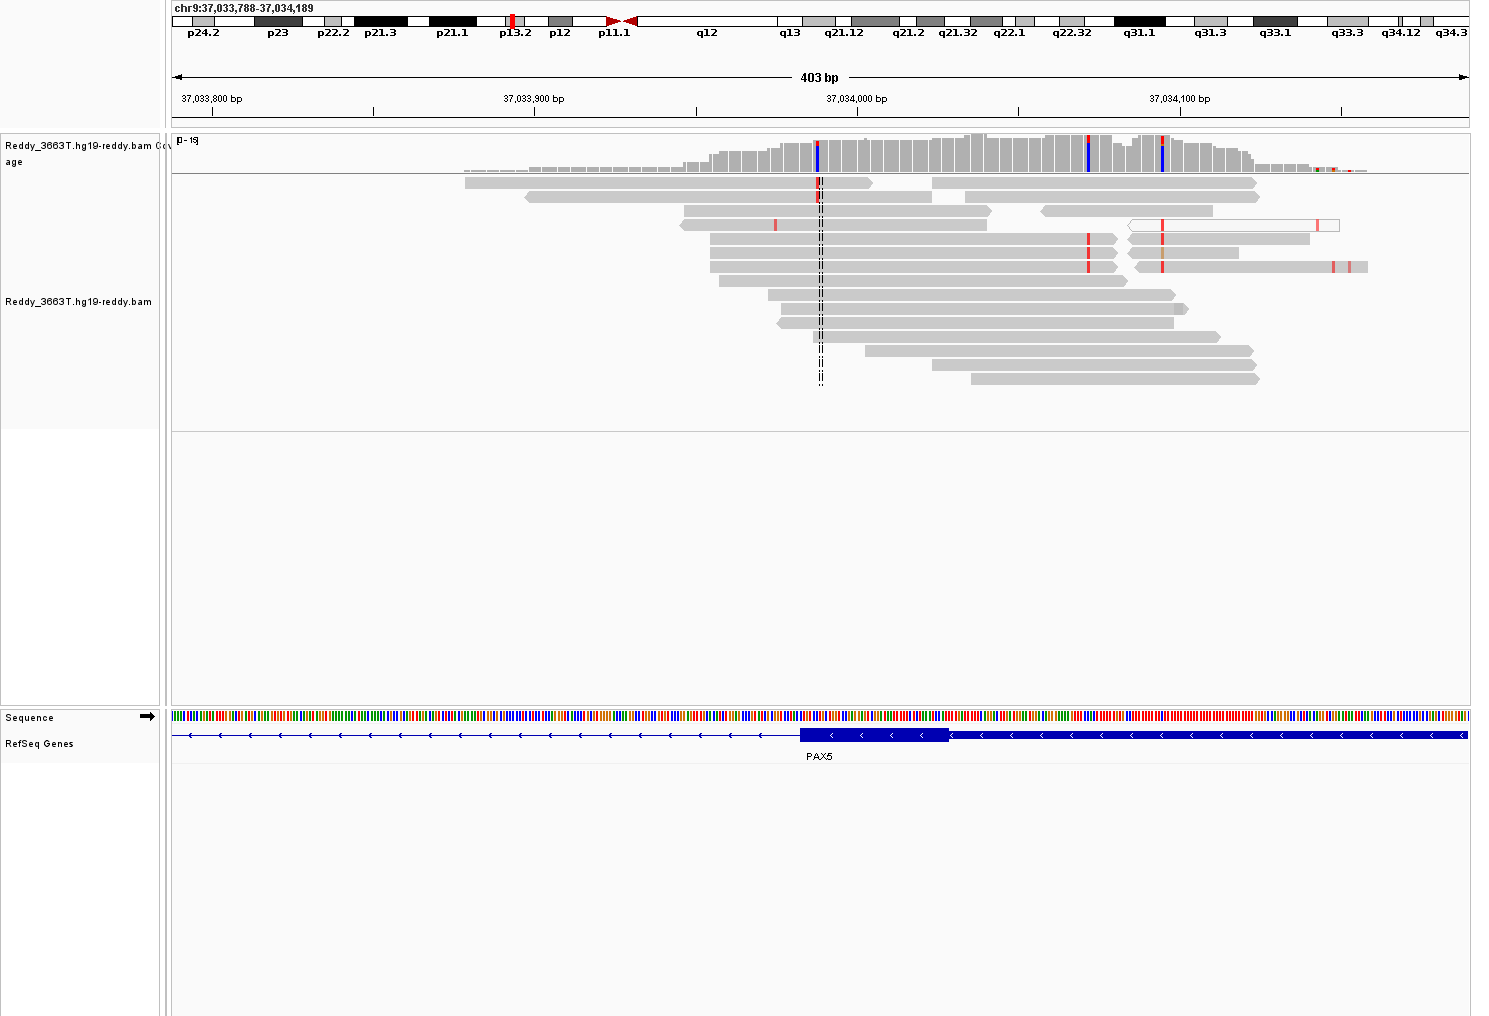 chr9:37,033,788-37,034,189
p24.2 p23 p22.2 p21.3 p21.1 p13.2 p12 p11.1 q12 q13 q21.12 q21.2 q21.32 q22.1 q22.32 q31.1 q31.3 q33.1 q33.3 q34.12 q34.3
403 bp
37,033,800 bp 37,033,900 bp 37,034,000 bp 37,034,100 bp
[0 - 19]
Reddy_3663T.hg19-reddy.bam Cov
age
Reddy_3663T.hg19-reddy.bam
Sequence
RefSeq Genes
PAX5